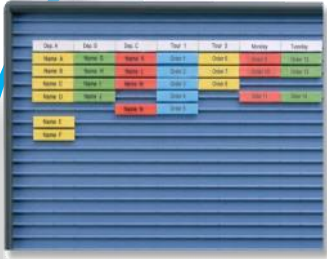 Dep. A Dep. B Dep. C Tour 1 Tour 2 Monday Tuesday
Name A Name G Name K Order 1 Order 6 Order 12
Name B Name H Name L Order 2 Order 7 Order 10 Order 13
Name C Name I Name M Order 3 Order 8
Name D Name J Order 4 Order 11 Order 14
Name N Order 5
Name E
Name F